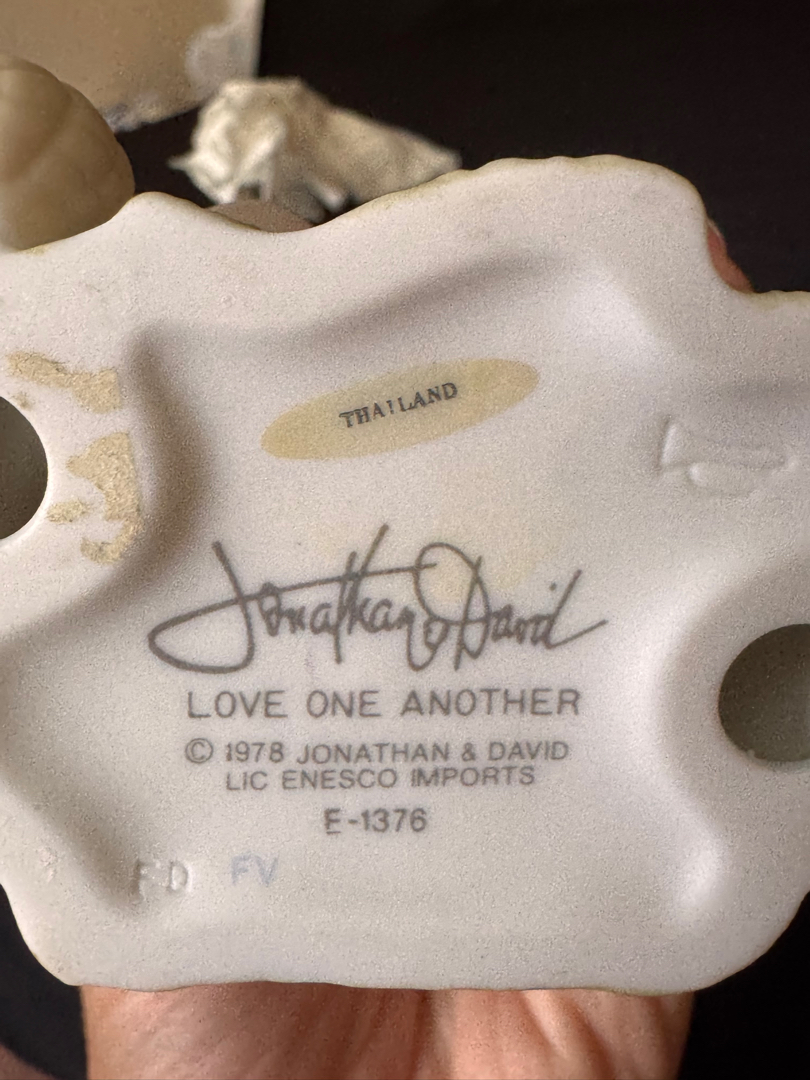 THAILAND
Jonathan & David
LOVE ONE ANOTHER
© 1978 JONATHAN & DAVID
LIC ENESCO IMPORTS
E-1376
FD FV